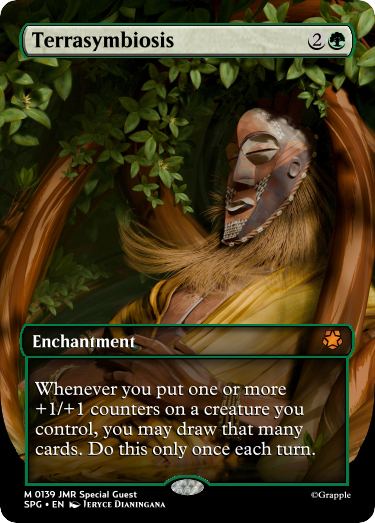 Terrasymbiosis 2
Enchantment
Whenever you put one or more
+1/+1 counters on a creature you
control, you may draw that many
cards. Do this only once each turn.
M 0139 JMR Special Guest
SPG • EN Jeryce Dianingana
©Grapple